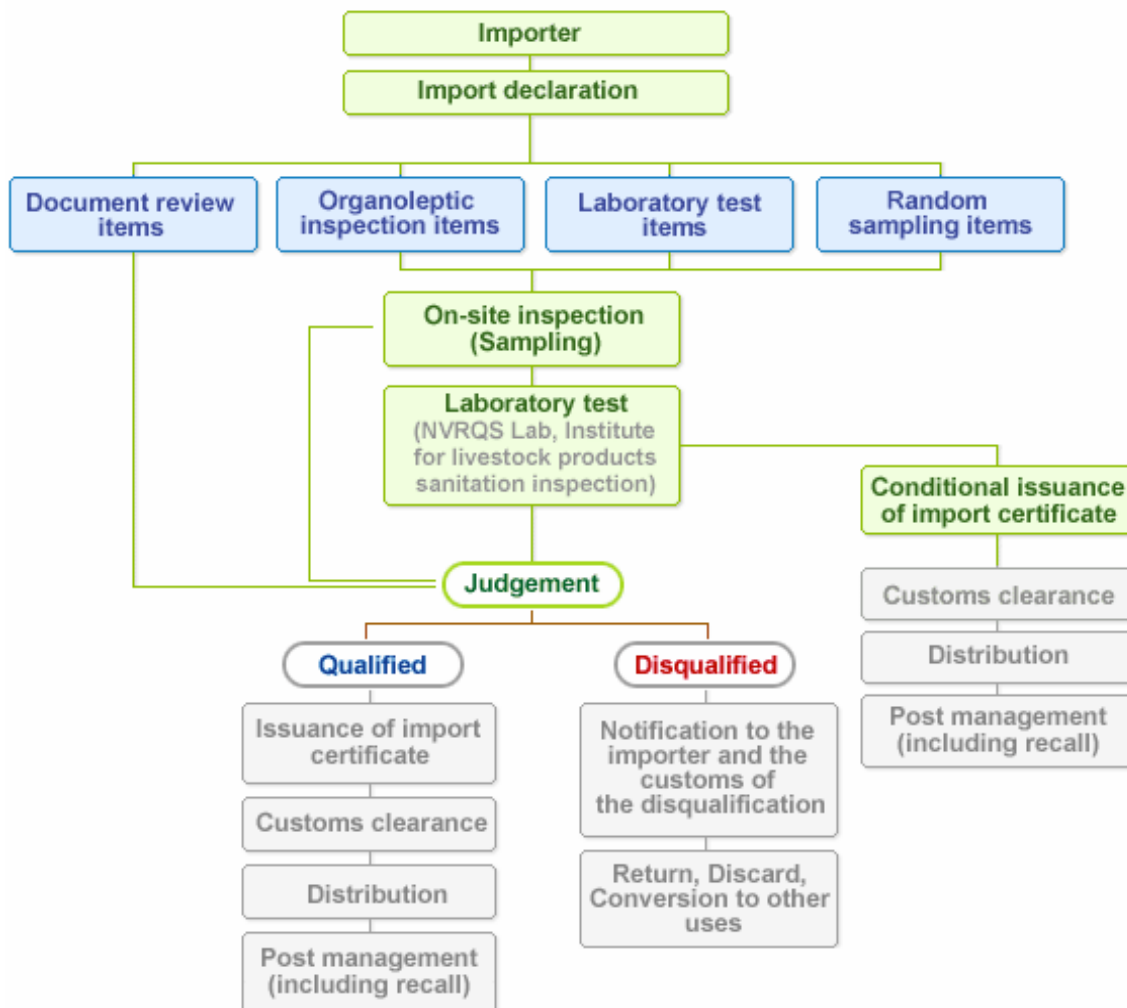 Importer
Import declaration
Document review
items
Organoleptic
inspection items
Laboratory test
items
Random
sampling items
On-site inspection
(Sampling)
Laboratory test
(NVRQS Lab, Institute
for livestock products
sanitation inspection)
Conditional issuance
of import certificate
Customs clearance
Distribution
Post management
(including recall)
Judgement
Qualified
Issuance of import
certificate
Customs clearance
Distribution
Post management
(including recall)
Disqualified
Notification to the
importer and the
customs of
the disqualification
Return, Discard,
Conversion to other
uses